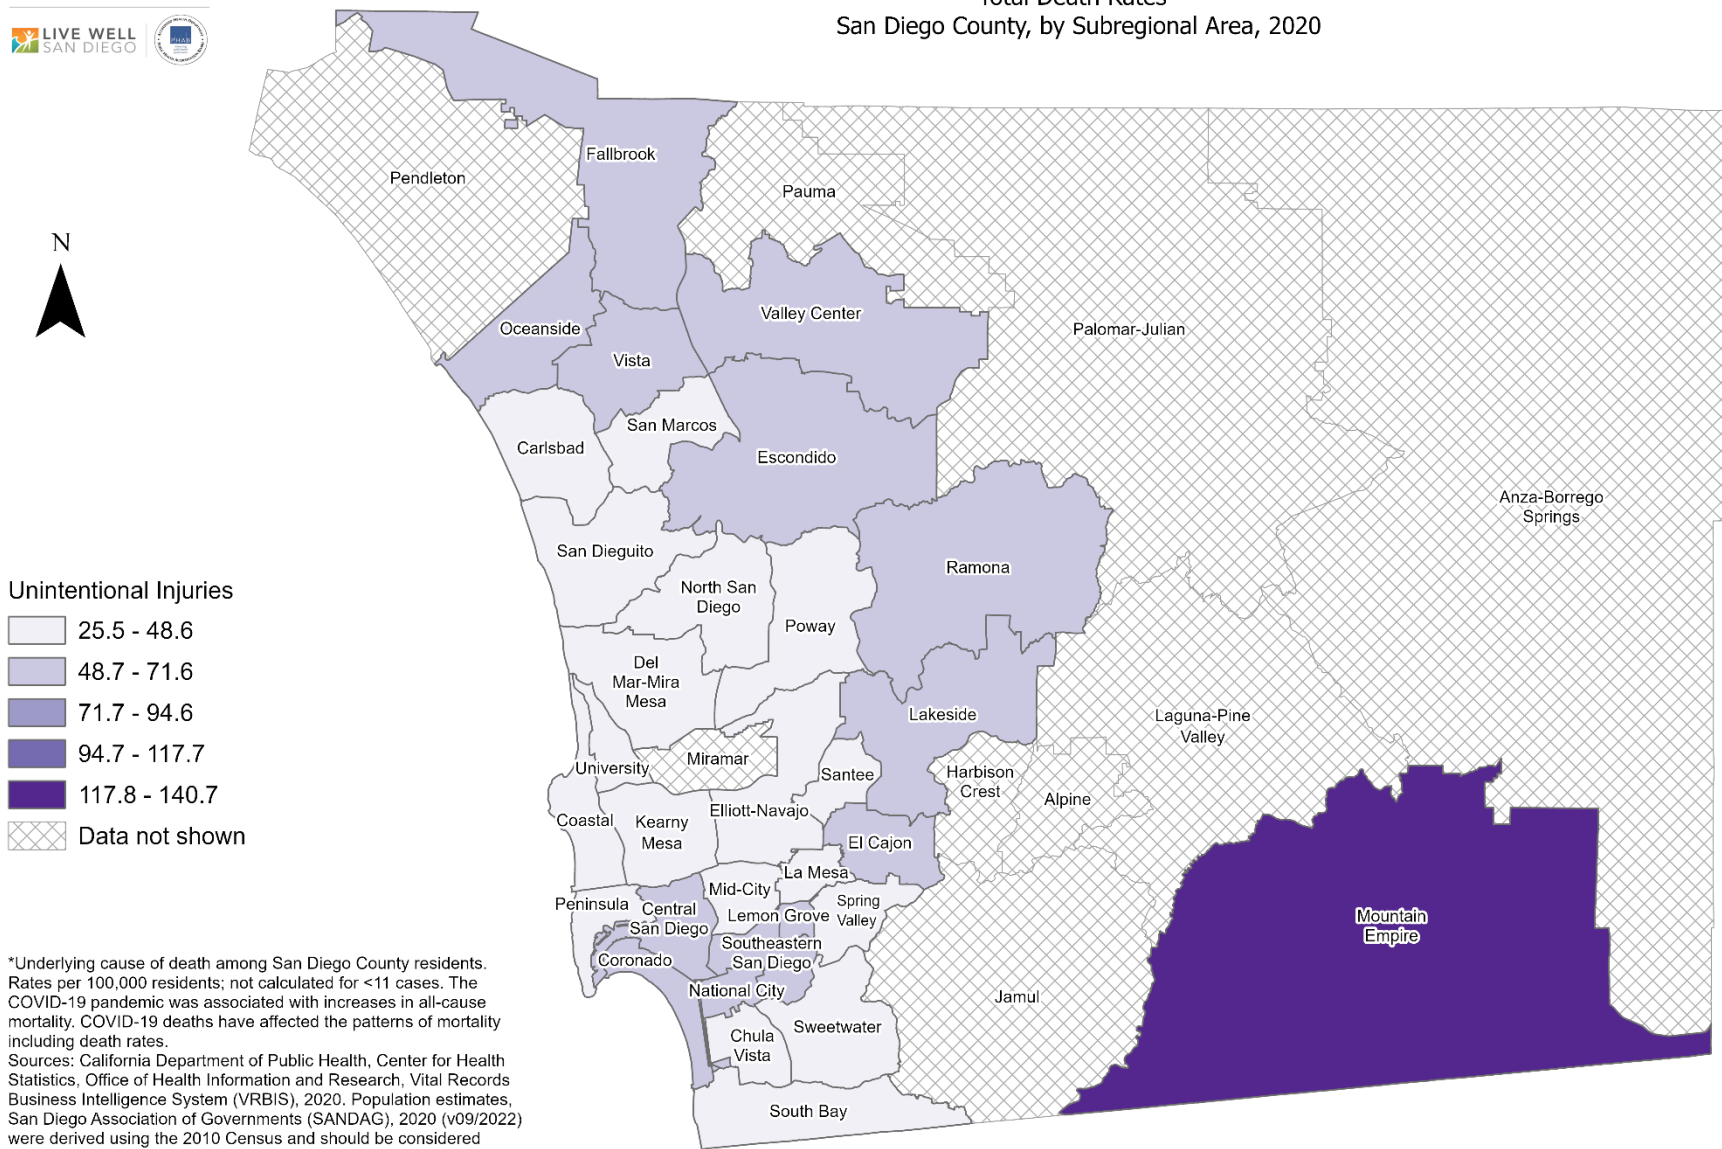 Total Death Rates
San Diego County, by Subregional Area, 2020
LIVE WELL
SAN DIEGO
PHAB
N
Fallbrook
Pendleton
Pauma
Oceanside
Valley Center
Palomar-Julian
Vista
San Marcos
Carlsbad
Escondido
Anza-Borrego
Springs
San Dieguito
Ramona
North San
Diego
Poway
Del
Mar-Mira
Mesa
Lakeside
Laguna-Pine
Valley
Miramar
University
Santee
Harbison
Crest
Alpine
Elliott-Navajo
Coastal
Kearny
Mesa
El Cajon
La Mesa
Mid-City
Peninsula
Central
San Diego
Lemon Grove
Spring
Valley
Mountain
Empire
Southeastern
San Diego
Coronado
National City
Jamul
Sweetwater
Chula
Vista
South Bay
Unintentional Injuries
25.5 - 48.6
48.7 - 71.6
71.7 - 94.6
94.7 - 117.7
117.8 - 140.7
Data not shown
*Underlying cause of death among San Diego County residents.
Rates per 100,000 residents; not calculated for <11 cases. The
COVID-19 pandemic was associated with increases in all-cause
mortality. COVID-19 deaths have affected the patterns of mortality
including death rates.
Sources: California Department of Public Health, Center for Health
Statistics, Office of Health Information and Research, Vital Records
Business Intelligence System (VRBIS), 2020. Population estimates,
San Diego Association of Governments (SANDAG), 2020 (v09/2022)
were derived using the 2010 Census and should be considered